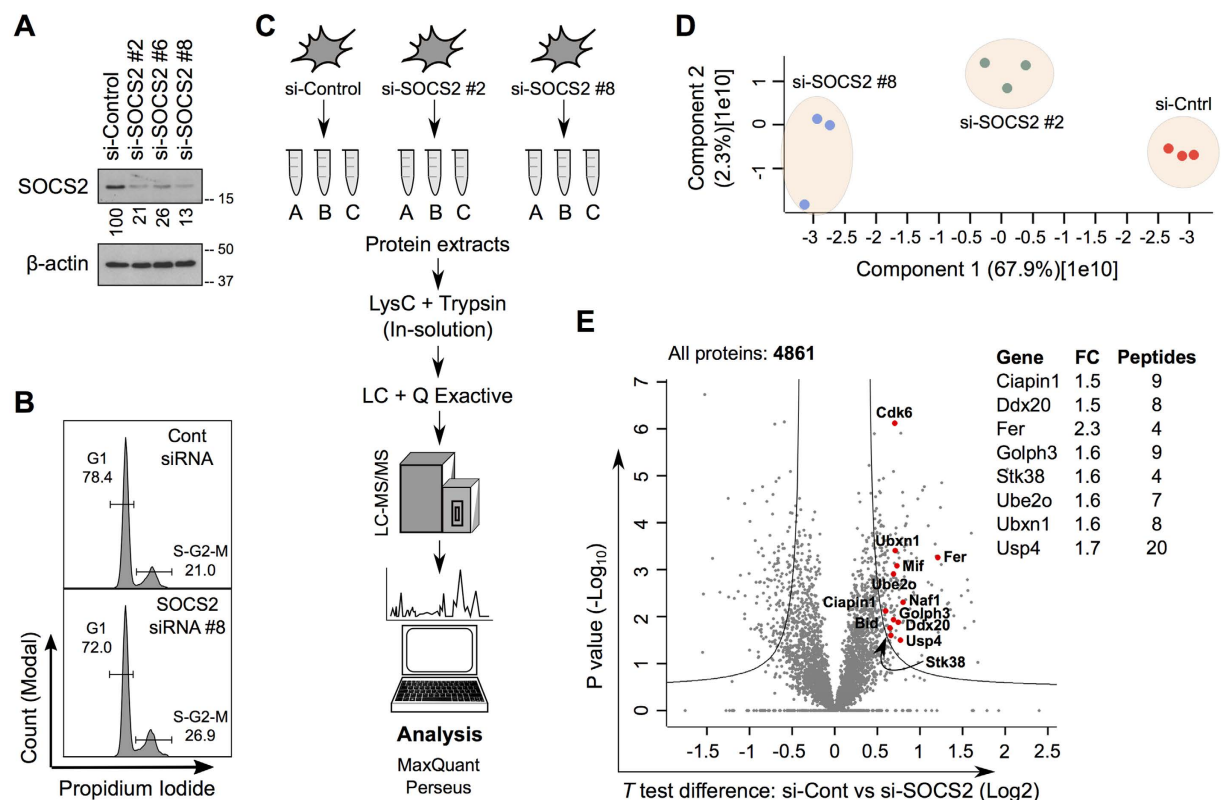 A
si-Control
si-SOCS2 #2
si-SOCS2 #6
si-SOCS2 #8
SOCS2
-- 15
100
21
26
13
β-actin
-- 50
-- 37
B
Cont
siRNA
G1
78.4
S-G2-M
21.0
SOCS2
siRNA #8
G1
72.0
S-G2-M
26.9
Count (Modal)
Propidium Iodide
C
si-Control
si-SOCS2 #2
si-SOCS2 #8
A B C
A B C
A B C
Protein extracts
LysC + Trypsin
(In-solution)
LC + Q Exactive
LC-MS/MS
Analysis
MaxQuant
Perseus
D
Component 2
(2.3%)[1e10]
1
0
-1
si-SOCS2 #8
si-SOCS2 #2
si-Cntrl
-3 -2.5 -2 -1.5 -1 -0.5 -0 -0.5 -1 -1.5 -2 -2.5 -3
Component 1 (67.9%)[1e10]
E
All proteins: 4861
Gene FC Peptides
Ciapin1 1.5 9
Ddx20 1.5 8
Fer 2.3 4
Golph3 1.6 9
Stk38 1.6 4
Ube2o 1.6 7
Ubxn1 1.6 8
Usp4 1.7 20
P value (-Log10)
7
6
5
4
3
2
1
0
Cdk6
Ubxn1
Fer
Mif
Ube2o
Naf1
Ciapin1
Golph3
Bid
Ddx20
Usp4
Stk38
-1.5 -1 -0.5 0 0.5 1 1.5 2 2.5
T test difference: si-Cont vs si-SOCS2 (Log2)